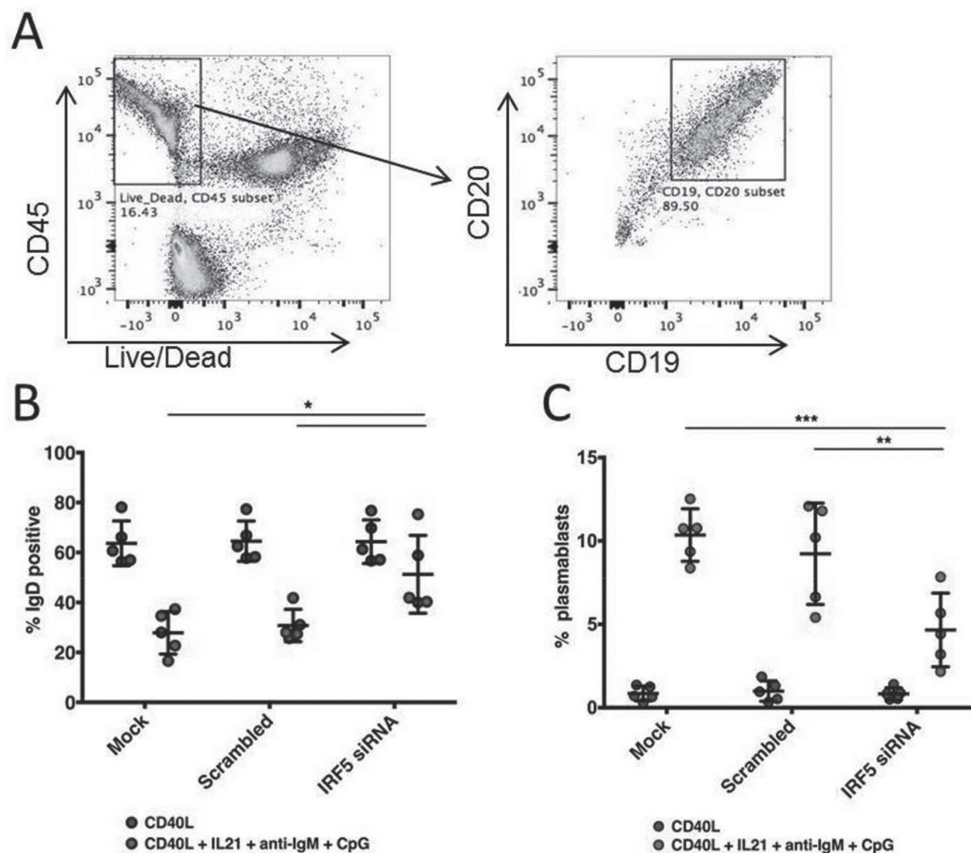 A
CD45
10⁵
10⁴
10³
-10³
Live_Dead, CD45 subset
16.43
-10³ 0 10³ 10⁴ 10⁵
Live/Dead
CD20
10⁵
10⁴
10³
-10³
CD19, CD20 subset
89.50
-10³ 0 10³ 10⁴ 10⁵
CD19
B
*
% IgD positive
100
80
60
40
20
0
Mock
Scrambled
IRF5 siRNA
CD40L
CD40L + IL21 + anti-IgM + CpG
C
***
**
% plasmablasts
15
10
5
0
Mock
Scrambled
IRF5 siRNA
CD40L
CD40L + IL21 + anti-IgM + CpG